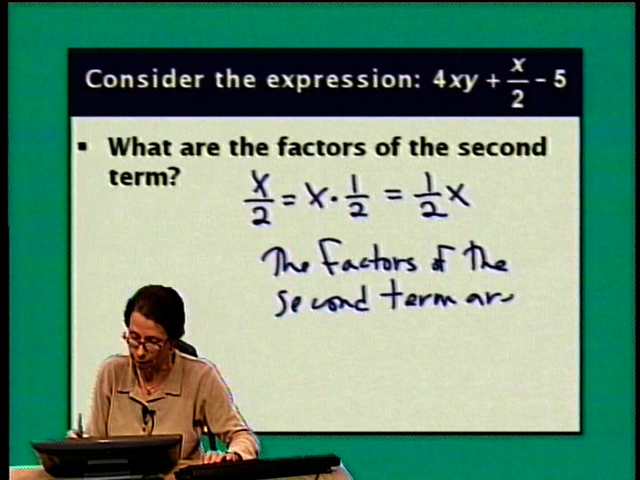 Consider the expression: 4xy + x/2 – 5
▪ What are the factors of the second
term?
x/2 = x · 1/2 = 1/2 x
The factors of the
second term are